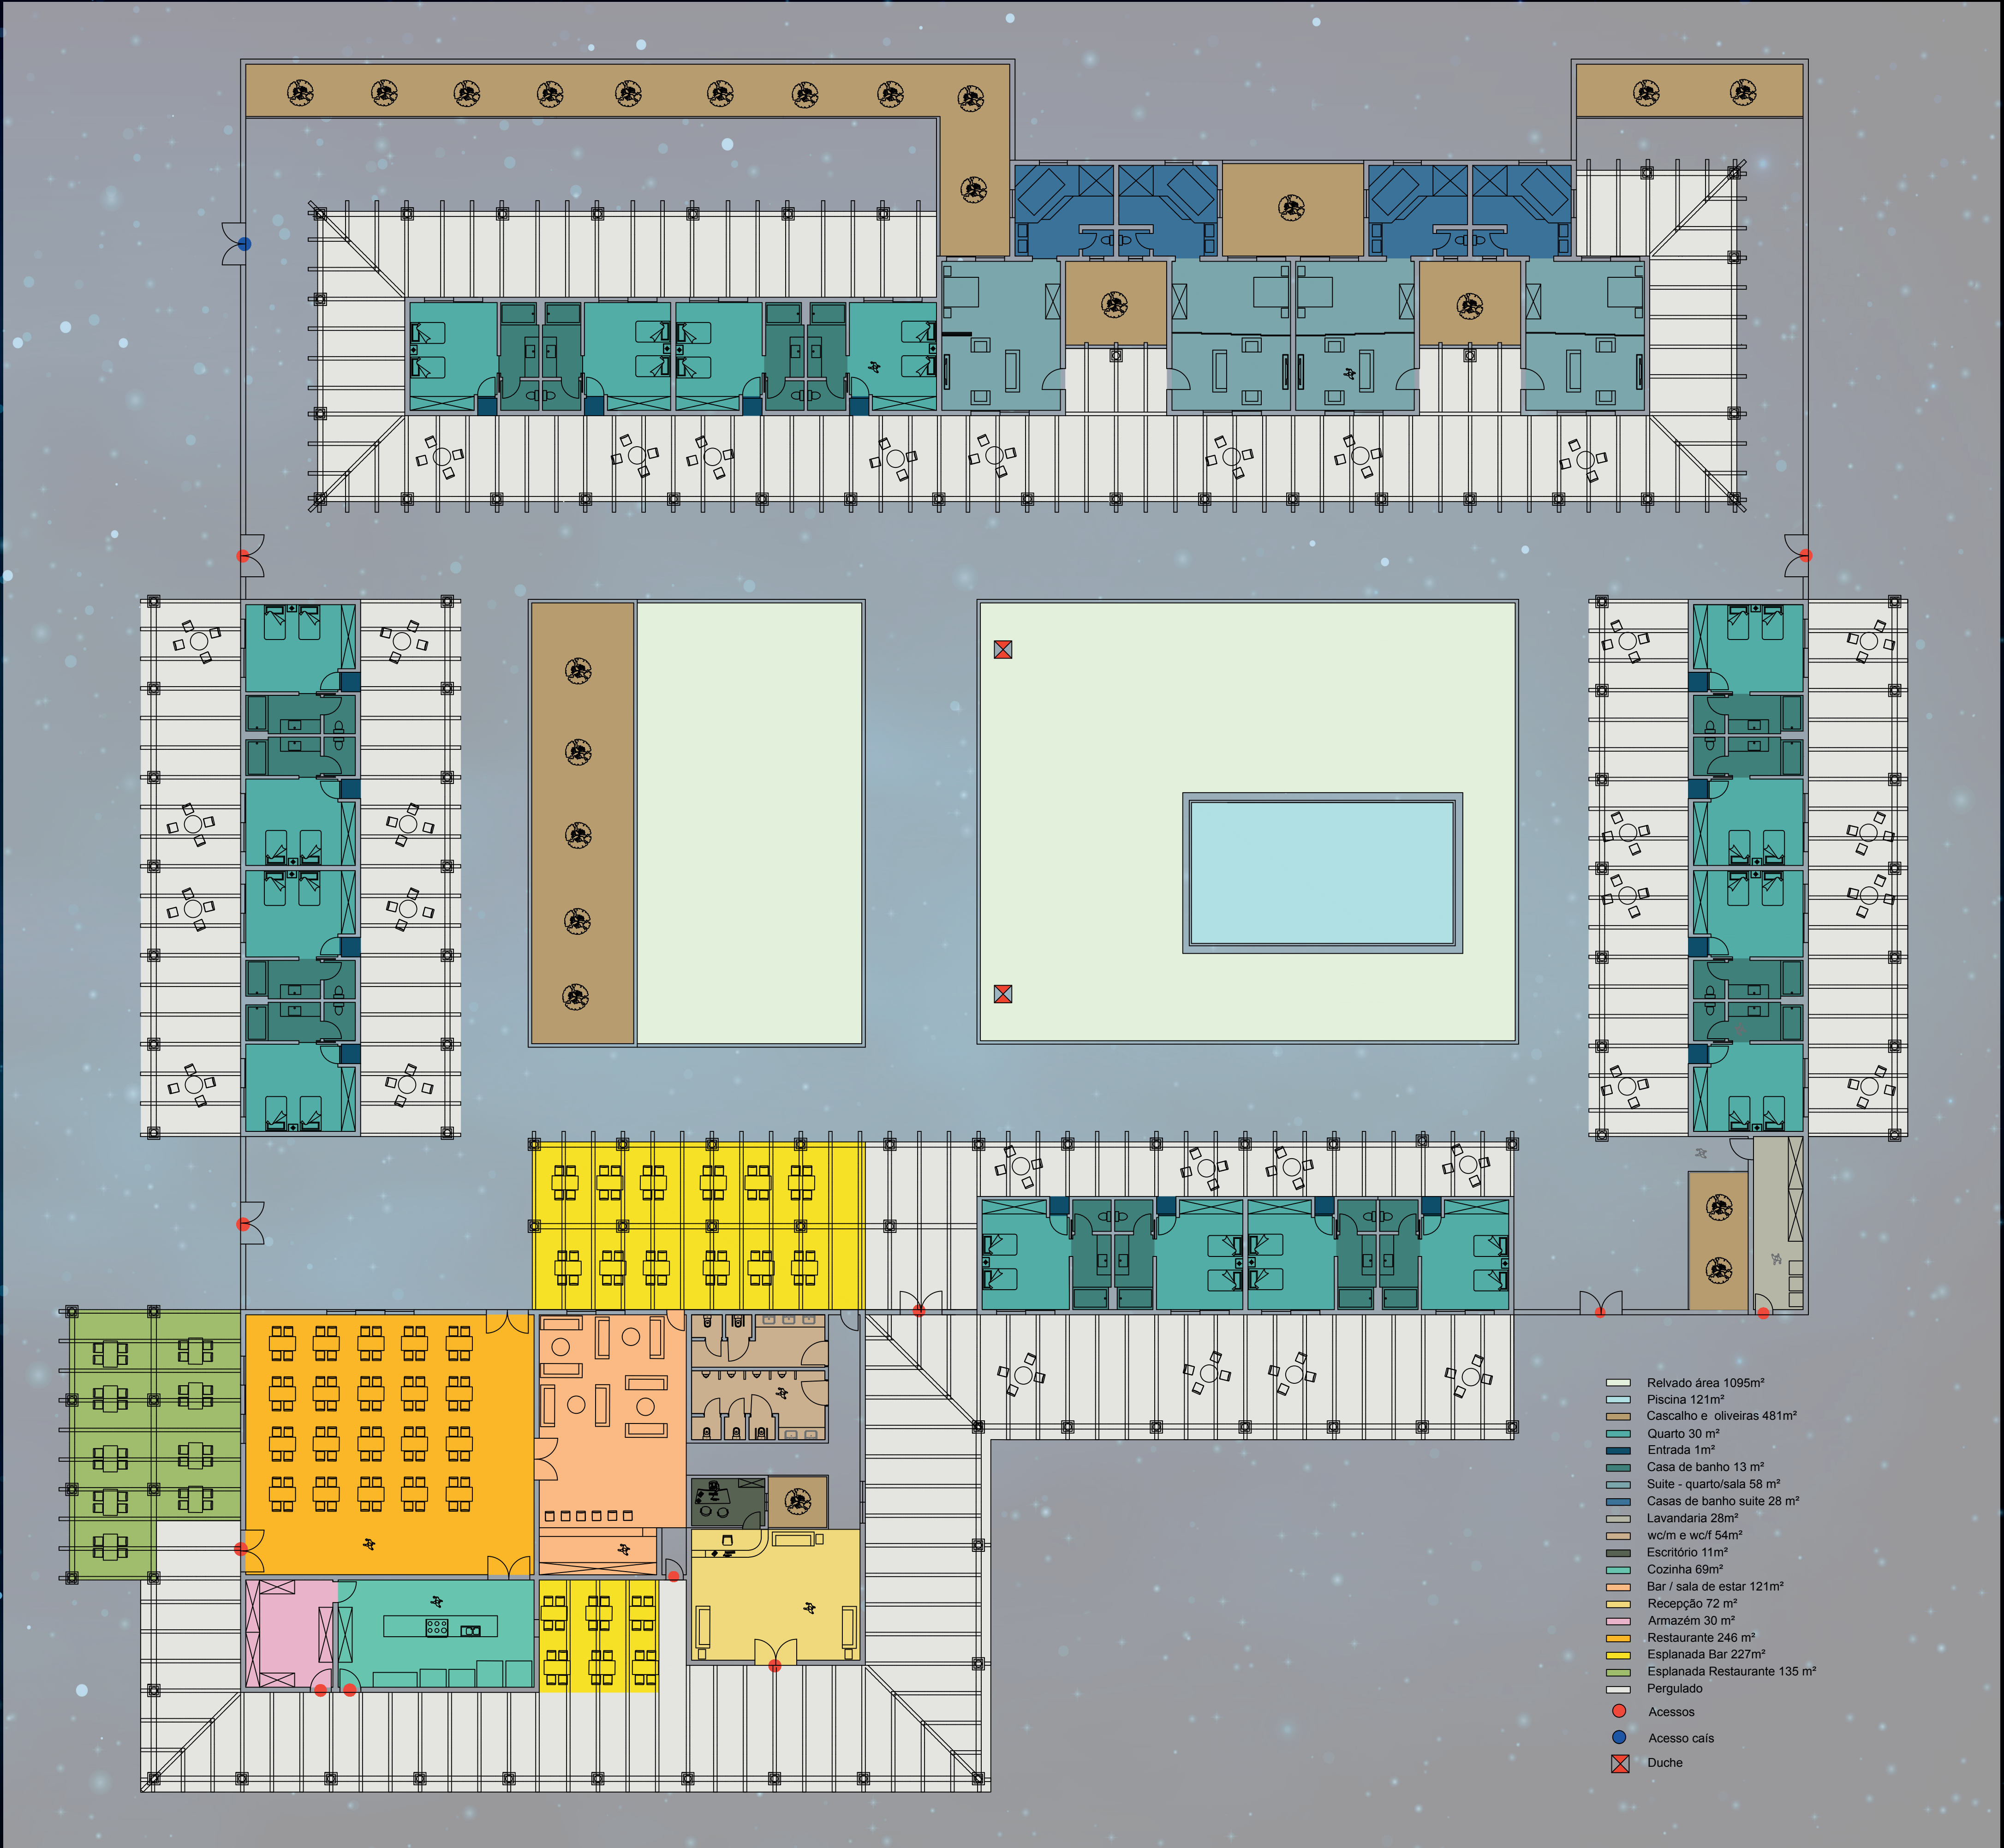 Relvado área 1095m²
Piscina 121m²
Cascalho e oliveiras 481m²
Quarto 30 m²
Entrada 1m²
Casa de banho 13 m²
Suite - quarto/sala 58 m²
Casas de banho suite 28 m²
Lavandaria 28m²
wc/m e wc/f 54m²
Escritório 11m²
Cozinha 69m²
Bar / sala de estar 121m²
Recepção 72 m²
Armazém 30 m²
Restaurante 246 m²
Esplanada Bar 227m²
Esplanada Restaurante 135 m²
Pergulado
Acessos
Acesso caís
Duche